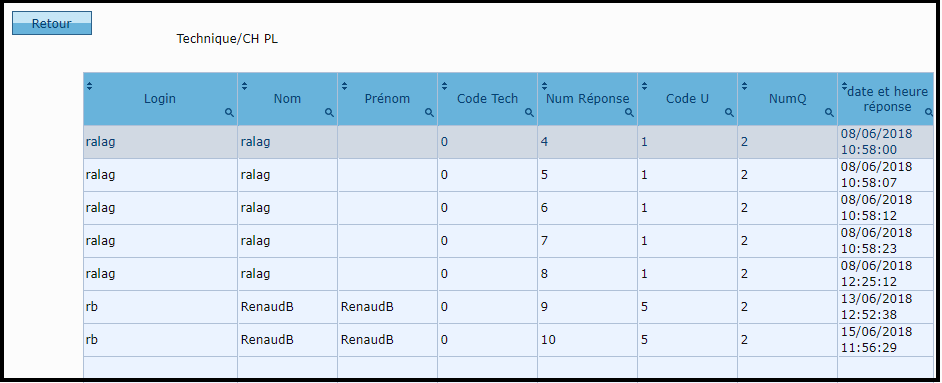 Retour
Technique/CH PL
Login Nom Prénom Code Tech Num Réponse Code U NumQ date et heure
réponse
ralag ralag 0 4 1 2 08/06/2018
10:58:00
ralag ralag 0 5 1 2 08/06/2018
10:58:07
ralag ralag 0 6 1 2 08/06/2018
10:58:12
ralag ralag 0 7 1 2 08/06/2018
10:58:23
ralag ralag 0 8 1 2 08/06/2018
12:25:12
rb RenaudB RenaudB 0 9 5 2 13/06/2018
12:52:38
rb RenaudB RenaudB 0 10 5 2 15/06/2018
11:56:29